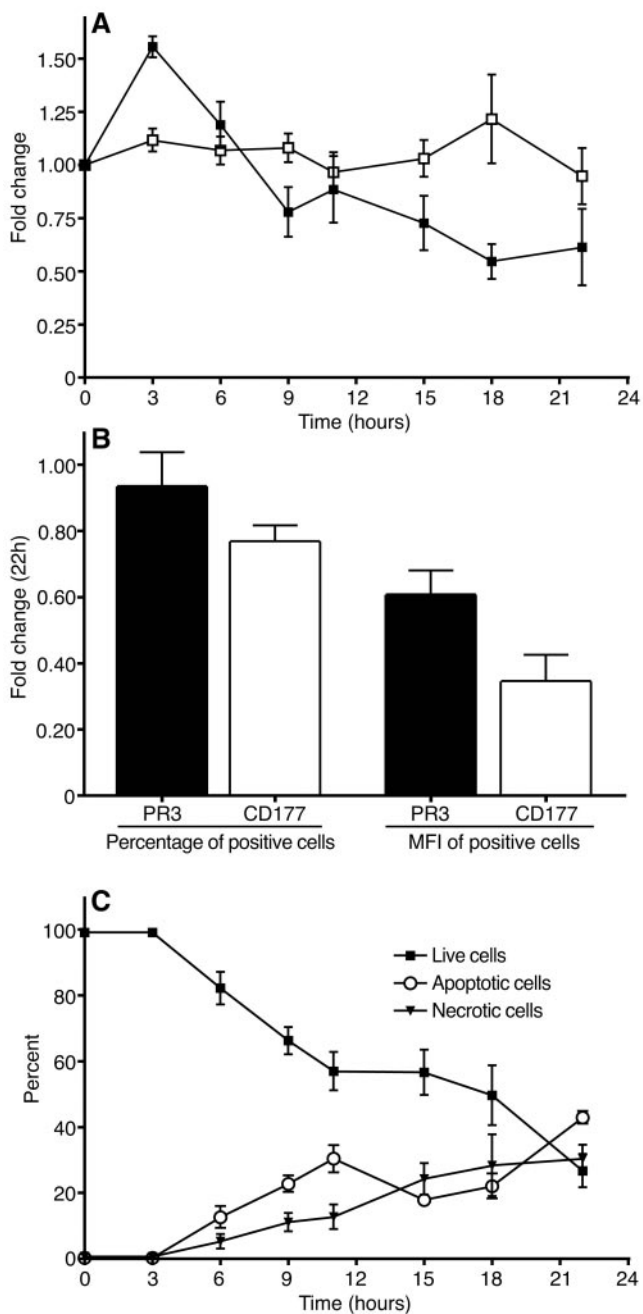 A
Fold change
1.50
1.25
1.00
0.75
0.50
0.25
0
0 3 6 9 12 15 18 21 24
Time (hours)
B
Fold change (22h)
1.00
0.80
0.60
0.40
0.20
0
PR3 CD177 PR3 CD177
Percentage of positive cells MFI of positive cells
C
Percent
100
80
60
40
20
0
Live cells
Apoptotic cells
Necrotic cells
0 3 6 9 12 15 18 21 24
Time (hours)